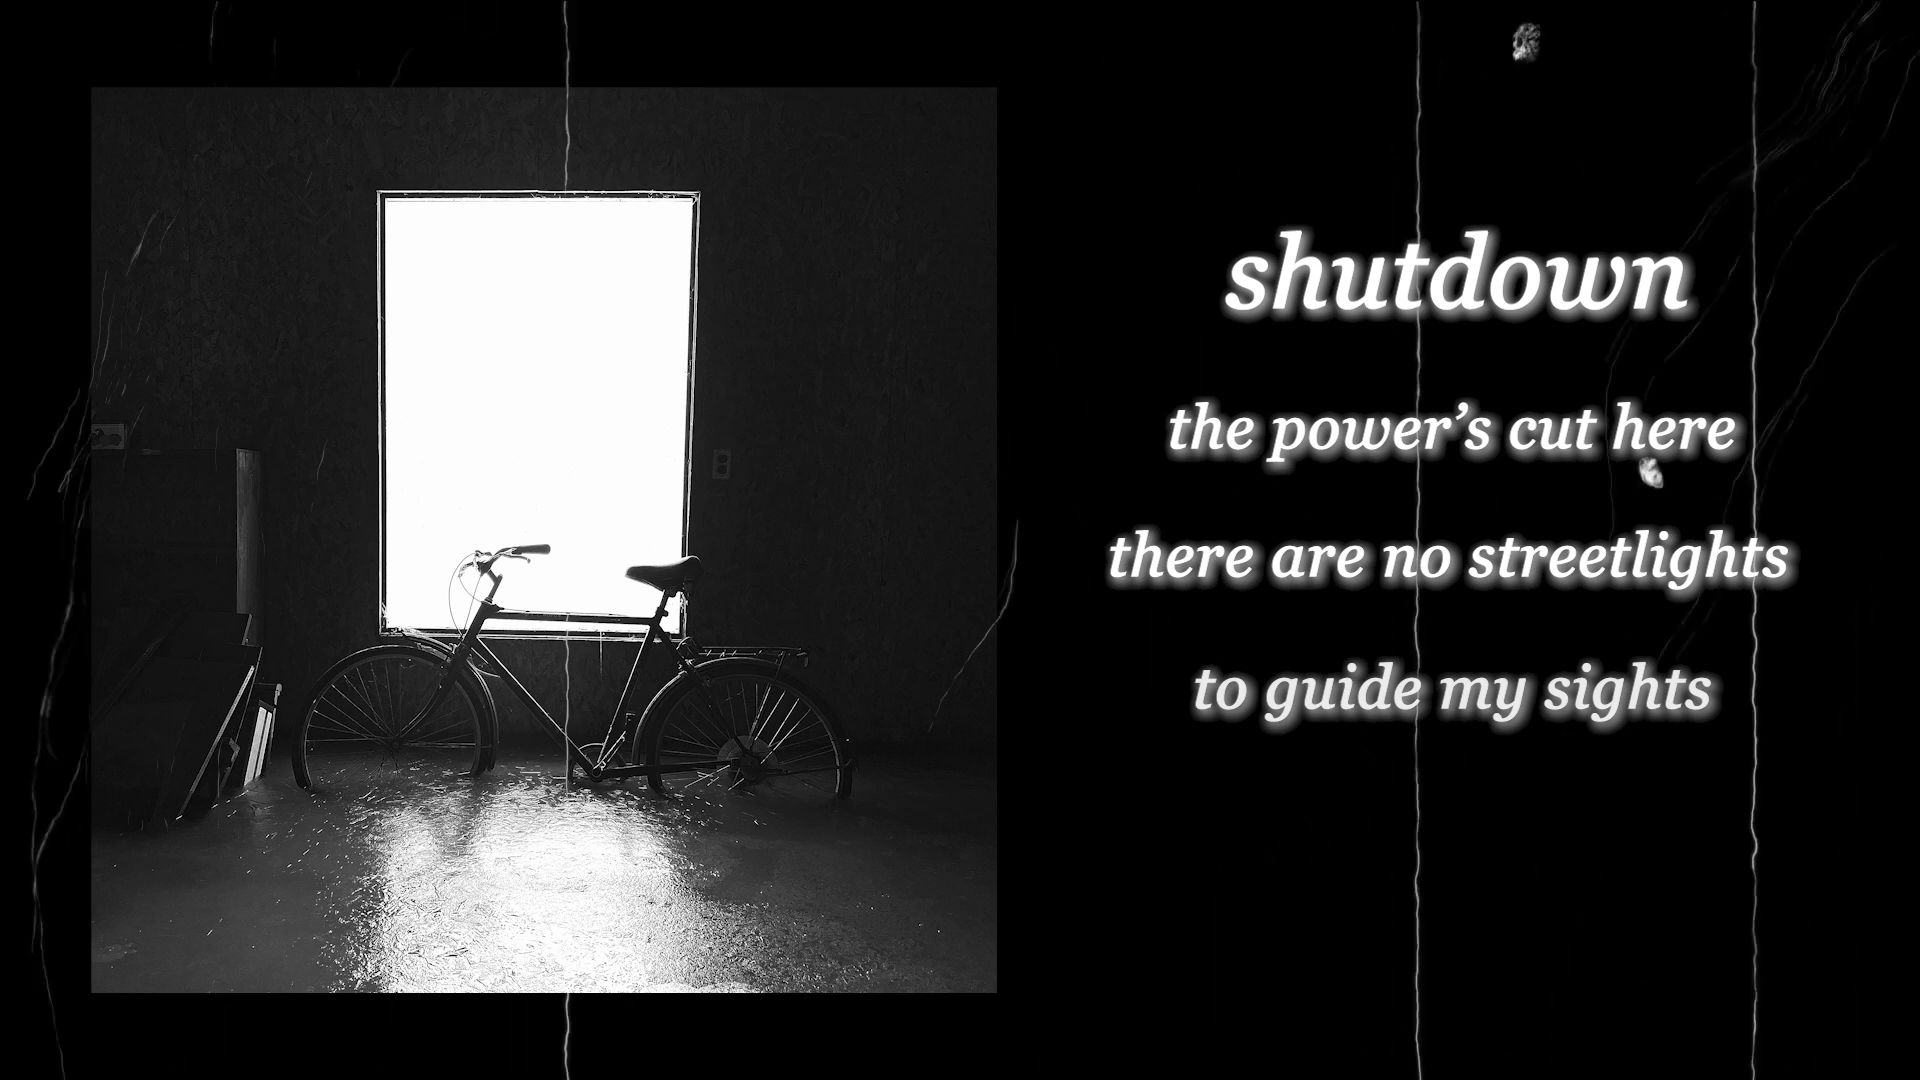 shutdown
the power’s cut here
there are no streetlights
to guide my sights